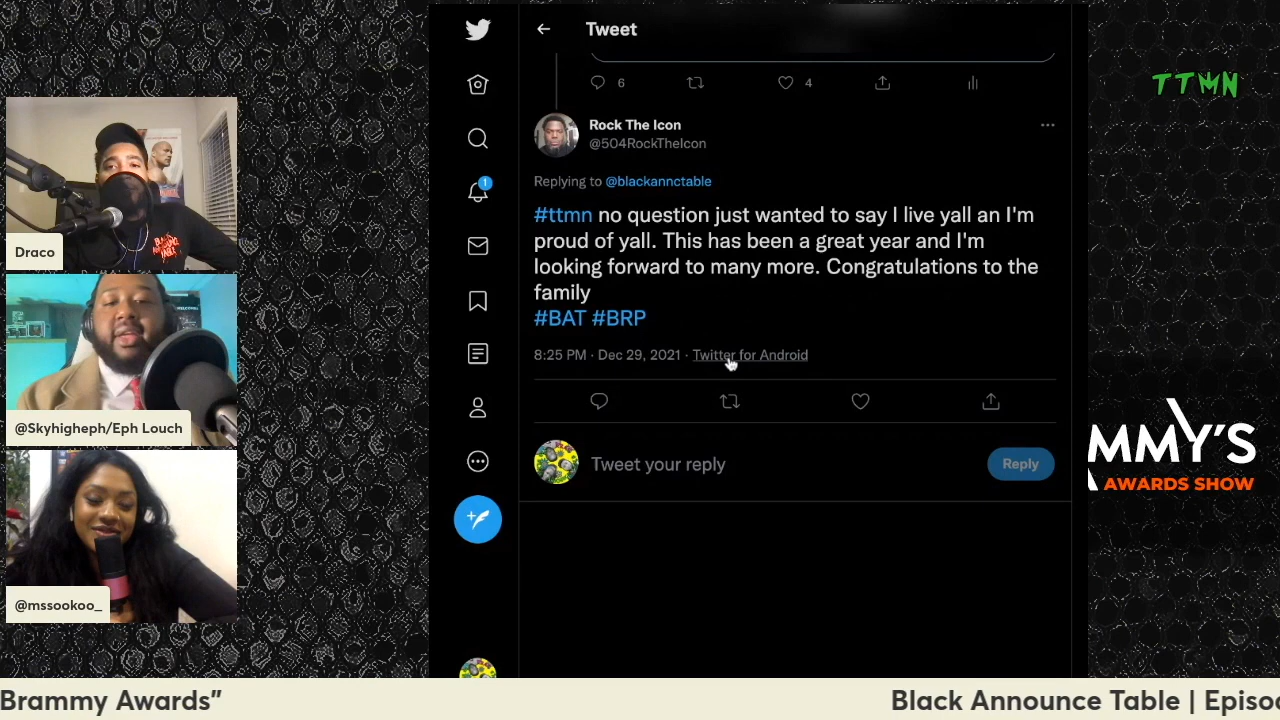 Tweet
6
4
Rock The Icon
@504RockTheIcon
Replying to @blackannctable
#ttmn no question just wanted to say I live yall an I'm
proud of yall. This has been a great year and I'm
looking forward to many more. Congratulations to the
family
#BAT #BRP
8:25 PM · Dec 29, 2021 · Twitter for Android
Tweet your reply
Reply
1
Draco
@Skyhigheph/Eph Louch
@mssookoo_
TTMN
MMY'S
AWARDS SHOW
Brammy Awards”
Black Announce Table | Episo